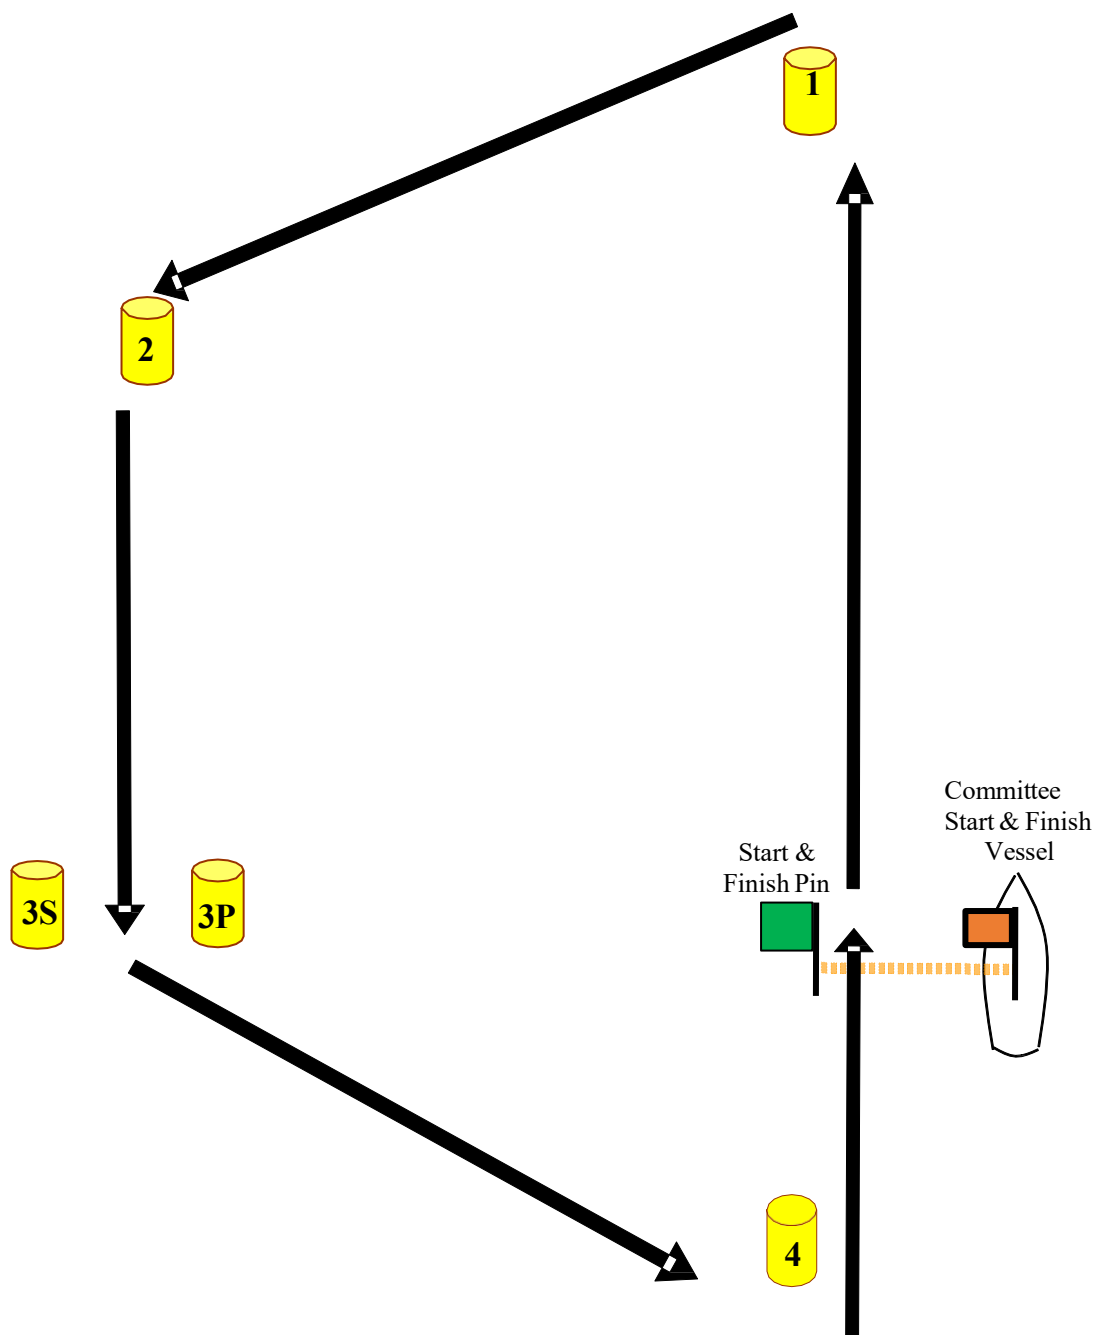 1
2
Committee
Start & Finish
Vessel
Start &
Finish Pin
3S
3P
4